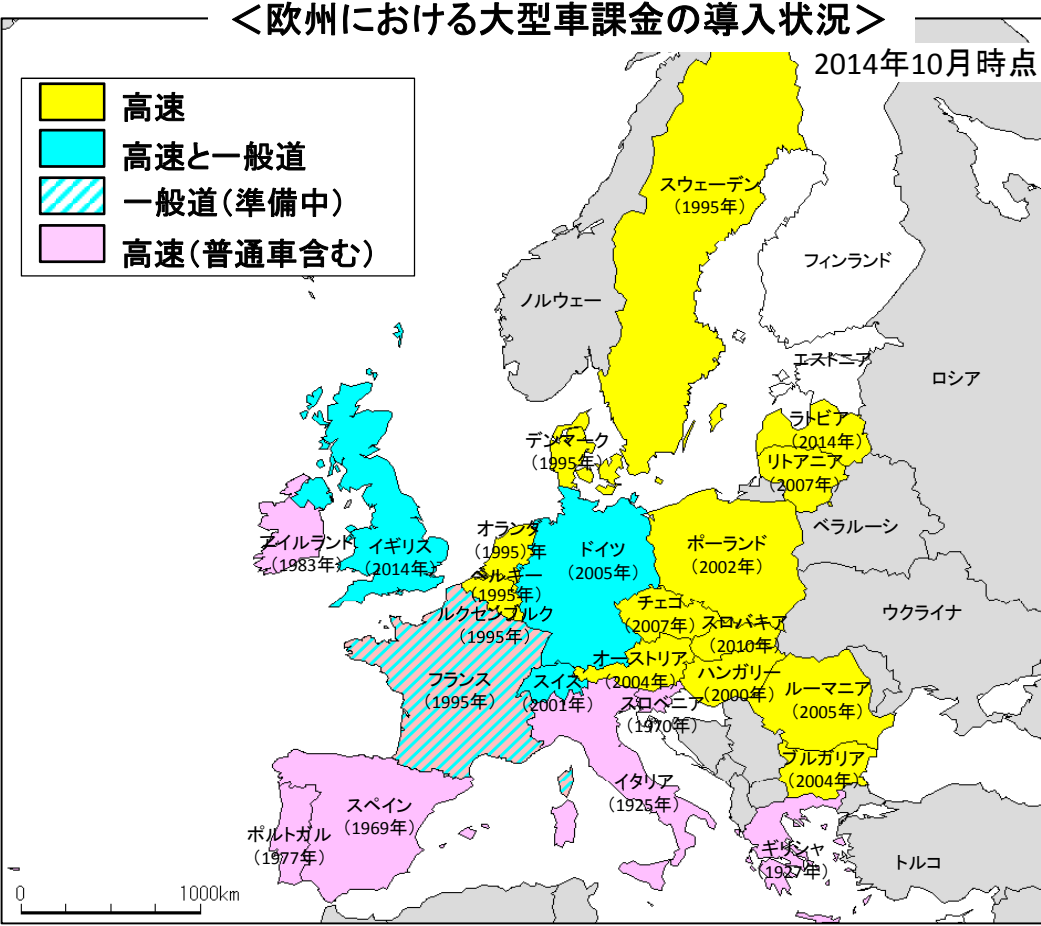 ＜欧州における大型車課金の導入状況＞
2014年10月時点
高速
高速と一般道
一般道（準備中）
高速（普通車含む）
スウェーデン
（1995年）
フィンランド
ノルウェー
エストニア
ロシア
ラトビア
（2014年）
デンマーク
（1995年）
リトアニア
（2007年）
ベラルーシ
オランダ
（1995）年
アイルランド
（1983年）
イギリス
（2014年）
ドイツ
（2005年）
ポーランド
（2002年）
ベルギー
（1995年）
チェコ
（2007年）
ウクライナ
ルクセンブルク
（1995年）
スロバキア
（2010年）
オーストリア
（2004年）
フランス
（1995年）
スイス
（2001年）
ハンガリー
（2000年）
ルーマニア
（2005年）
スロベニア
（1970年）
ブルガリア
（2004年）
イタリア
（1925年）
スペイン
（1969年）
ポルトガル
（1977年）
ギリシャ
（1927年）
トルコ
0 1000km